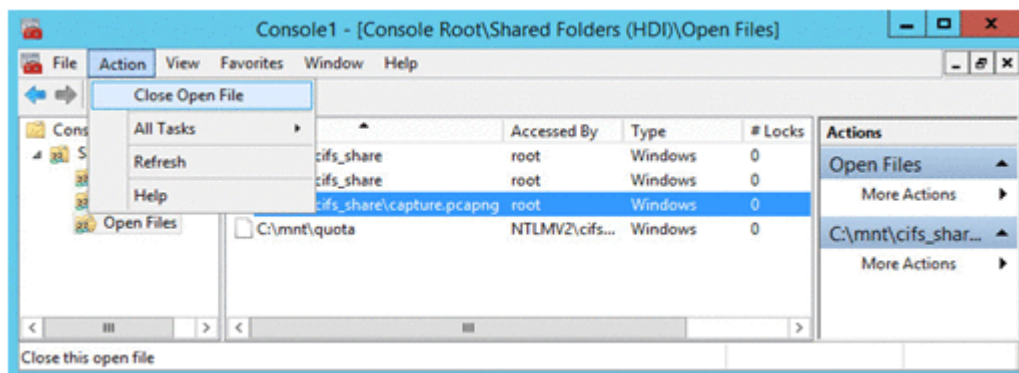 Console1 - [Console Root\Shared Folders (HDI)\Open Files]
File Action View Favorites Window Help
Close Open File
All Tasks
Refresh
Help
Cons
S
Open Files
Accessed By Type # Locks
cifs_share root Windows 0
cifs_share root Windows 0
cifs_share\capture.pcapng root Windows 0
C:\mnt\quota NTLMV2\cifs... Windows 0
Actions
Open Files
More Actions
C:\mnt\cifs_shar...
More Actions
Close this open file